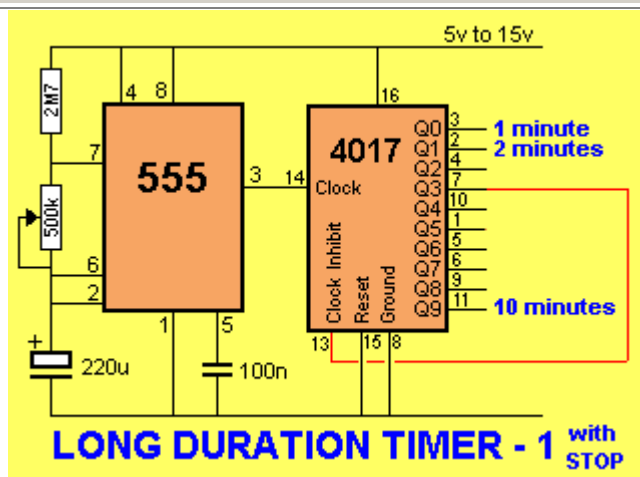 5v to 15v
2M7
4 8
16
7
555
3
14
4017
Clock
Q0 3 1 minute
Q1 2 2 minutes
Q2 4
Q3 7
Q4 10
Q5 1
Q6 5
Q7 6
Q8 9
Q9 11 10 minutes
500k
6
2
Clock Inhibit
Reset
Ground
1
5
13
15
8
+
220u
100n
LONG DURATION TIMER - 1 with
STOP